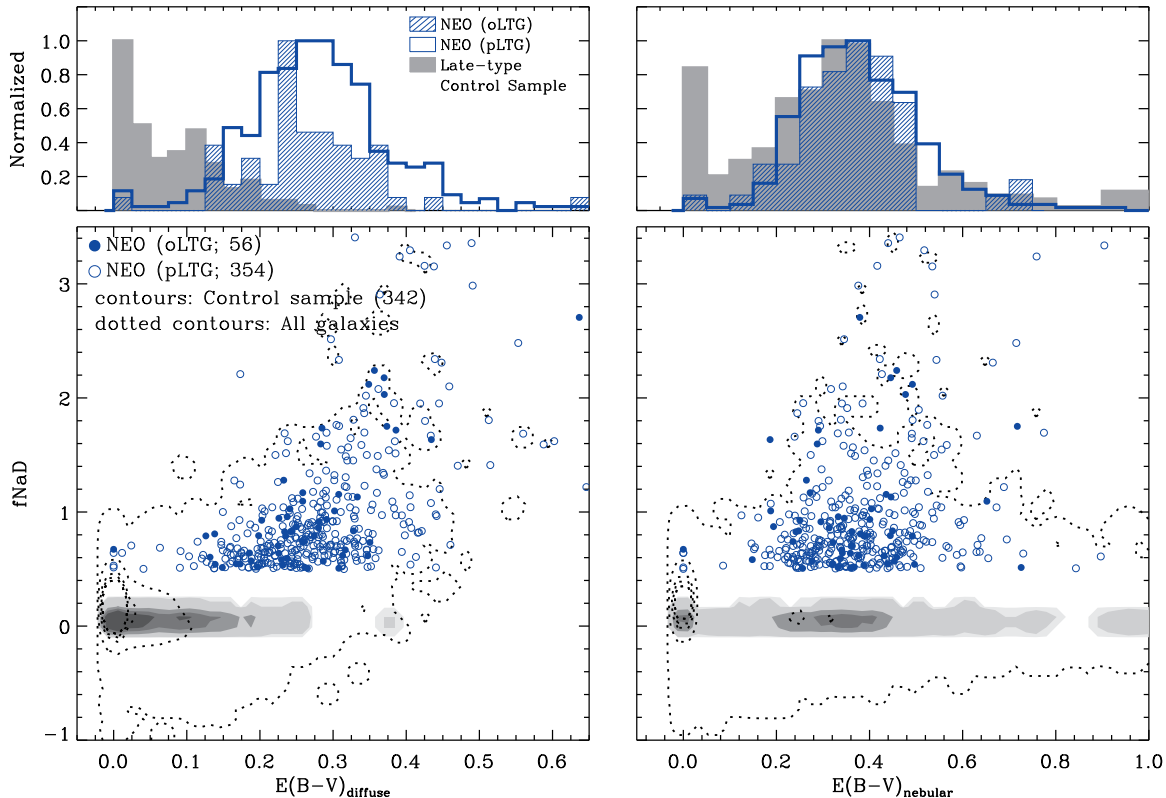 NEO (oLTG)
NEO (pLTG)
Late-type
Control Sample
Normalized
1.0
0.8
0.6
0.4
0.2
NEO (oLTG; 56)
NEO (pLTG; 354)
contours: Control sample (342)
dotted contours: All galaxies
fNaD
3
2
1
0
-1
0.0 0.1 0.2 0.3 0.4 0.5 0.6
E(B-V)diffuse
0.0 0.2 0.4 0.6 0.8 1.0
E(B-V)nebular